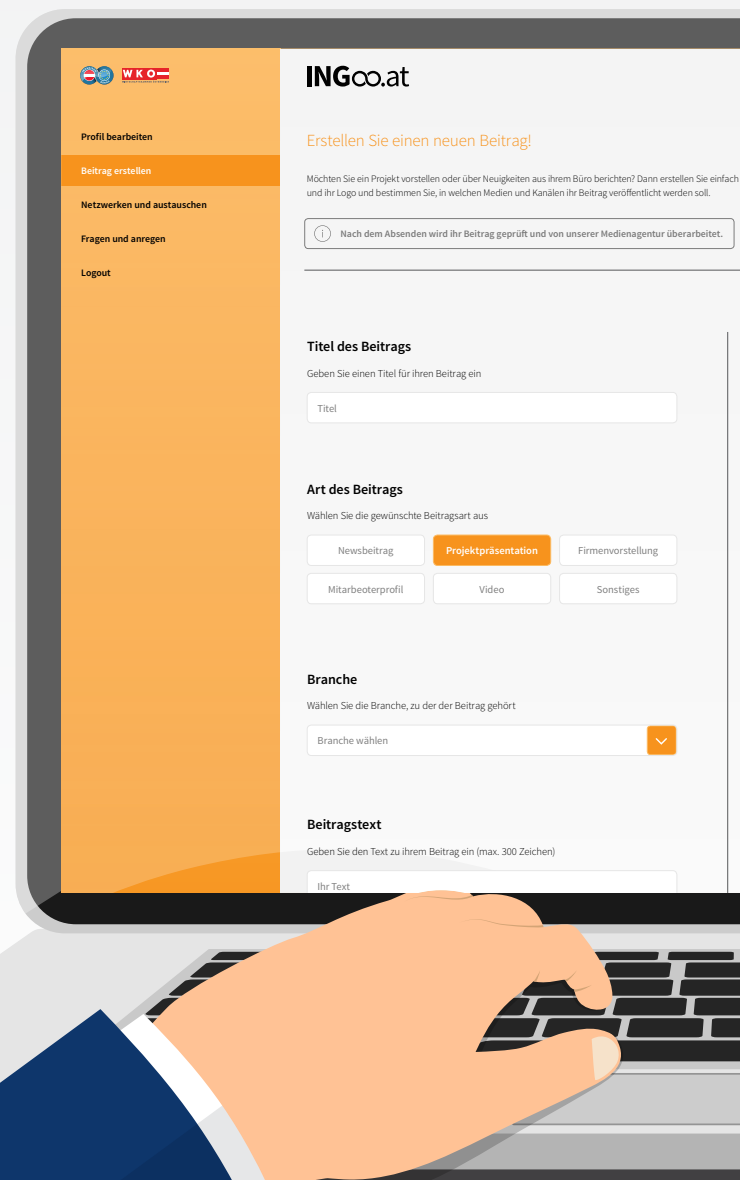 WKO
INGoo.at
Profil bearbeiten
Beitrag erstellen
Netzwerken und austauschen
Fragen und anregen
Logout
Erstellen Sie einen neuen Beitrag!
Möchten Sie ein Projekt vorstellen oder über Neuigkeiten aus ihrem Büro berichten? Dann erstellen Sie einfach
und ihr Logo und bestimmen Sie, in welchen Medien und Kanälen ihr Beitrag veröffentlicht werden soll.
i Nach dem Absenden wird ihr Beitrag geprüft und von unserer Medienagentur überarbeitet.
Titel des Beitrags
Geben Sie einen Titel für ihren Beitrag ein
Titel
Art des Beitrags
Wählen Sie die gewünschte Beitragsart aus
Newsbeitrag Projektpräsentation Firmenvorstellung
Mitarbeoterprofil Video Sonstiges
Branche
Wählen Sie die Branche, zu der der Beitrag gehört
Branche wählen
Beitragstext
Geben Sie den Text zu ihrem Beitrag ein (max. 300 Zeichen)
Ihr Text